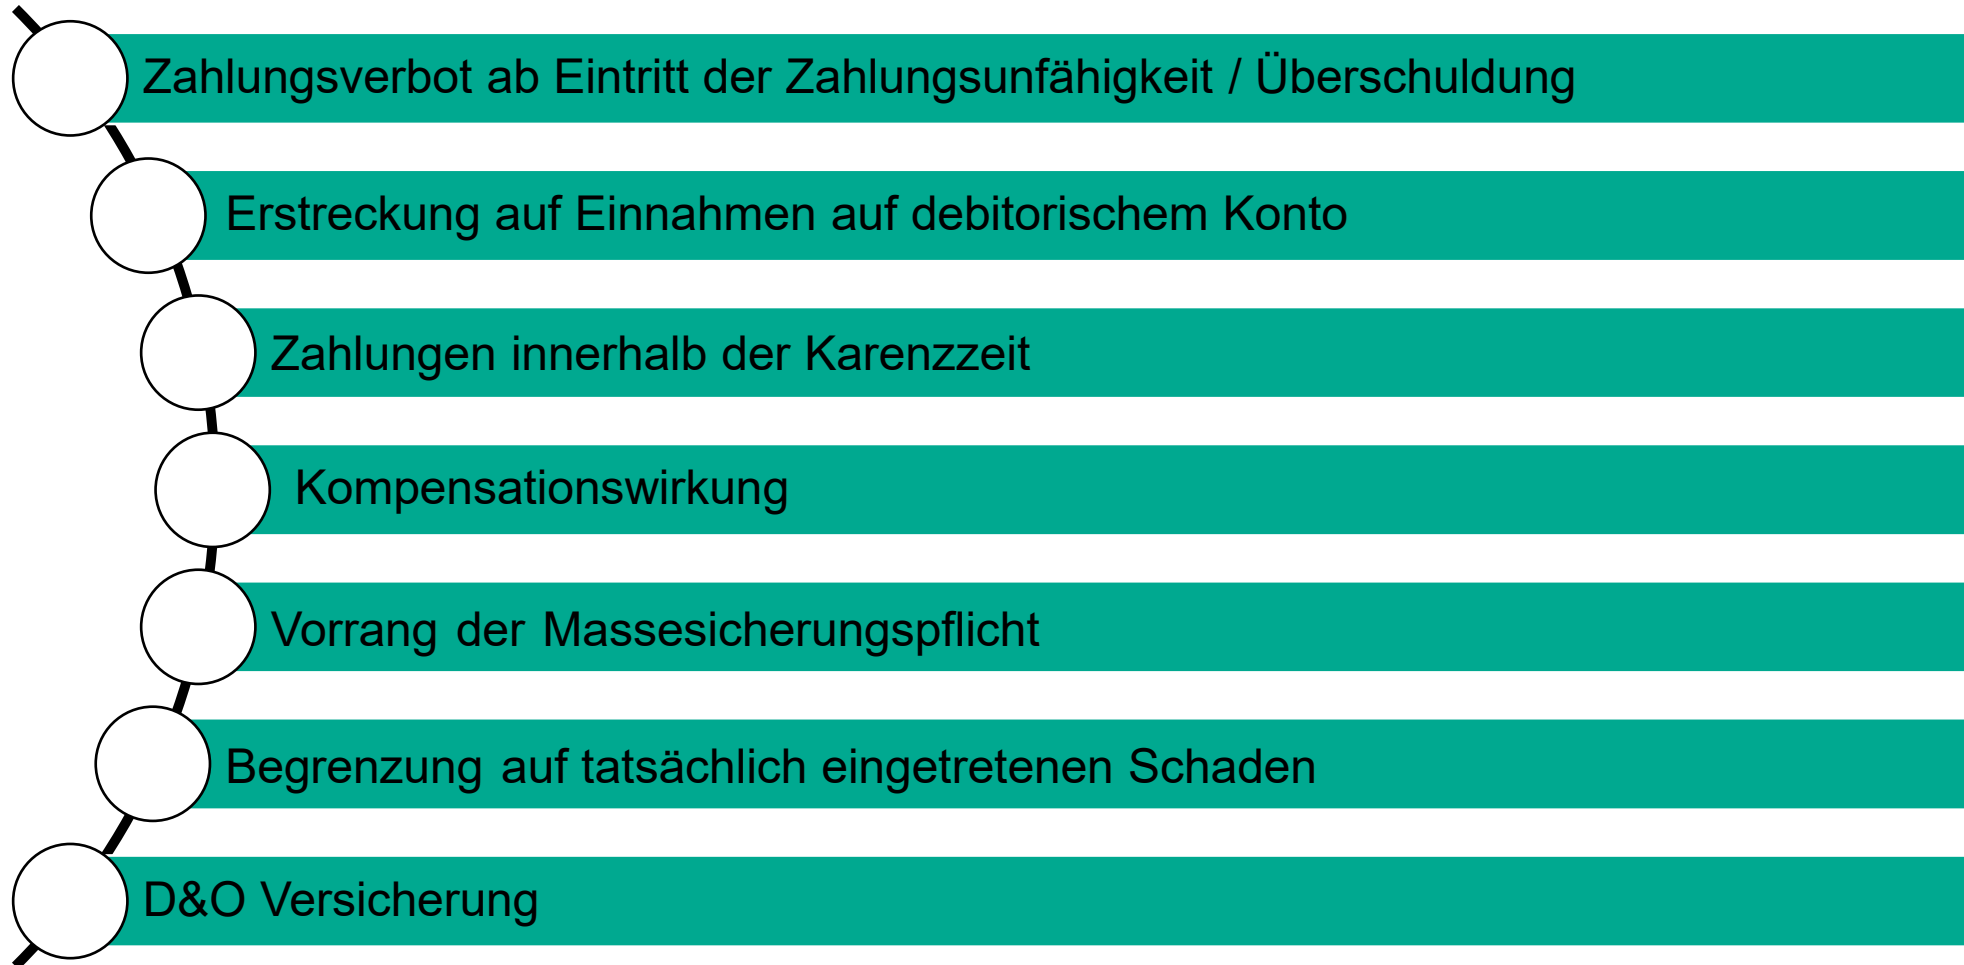 Zahlungsverbot ab Eintritt der Zahlungsunfähigkeit / Überschuldung
Erstreckung auf Einnahmen auf debitorischem Konto
Zahlungen innerhalb der Karenzzeit
Kompensationswirkung
Vorrang der Massesicherungspflicht
Begrenzung auf tatsächlich eingetretenen Schaden
D&O Versicherung